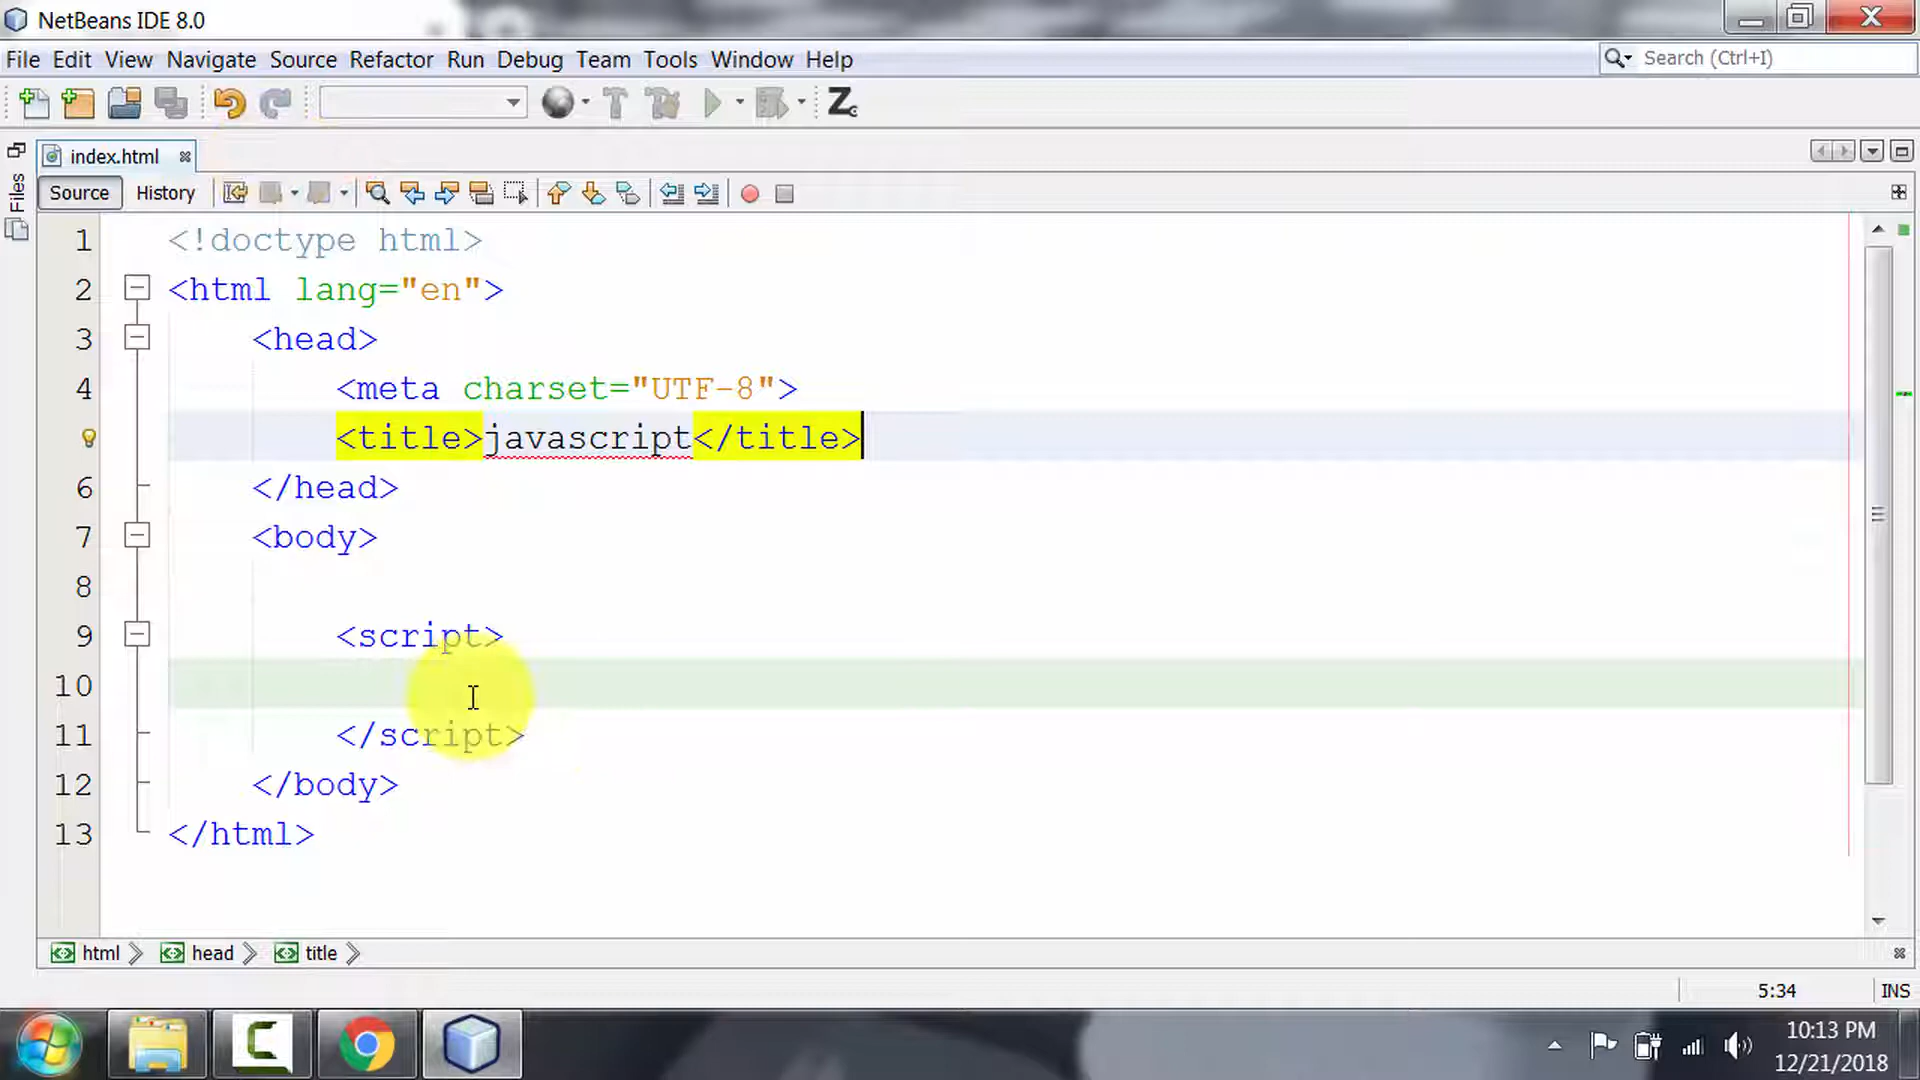 NetBeans IDE 8.0
File Edit View Navigate Source Refactor Run Debug Team Tools Window Help
Search (Ctrl+I)
index.html
Files
Source History
1 <!doctype html>
2 <html lang="en">
3 <head>
4 <meta charset="UTF-8">
<title>javascript</title>
6 </head>
7 <body>
8
9 <script>
10
11 </script>
12 </body>
13 </html>
html head title
5:34 INS
10:13 PM
12/21/2018